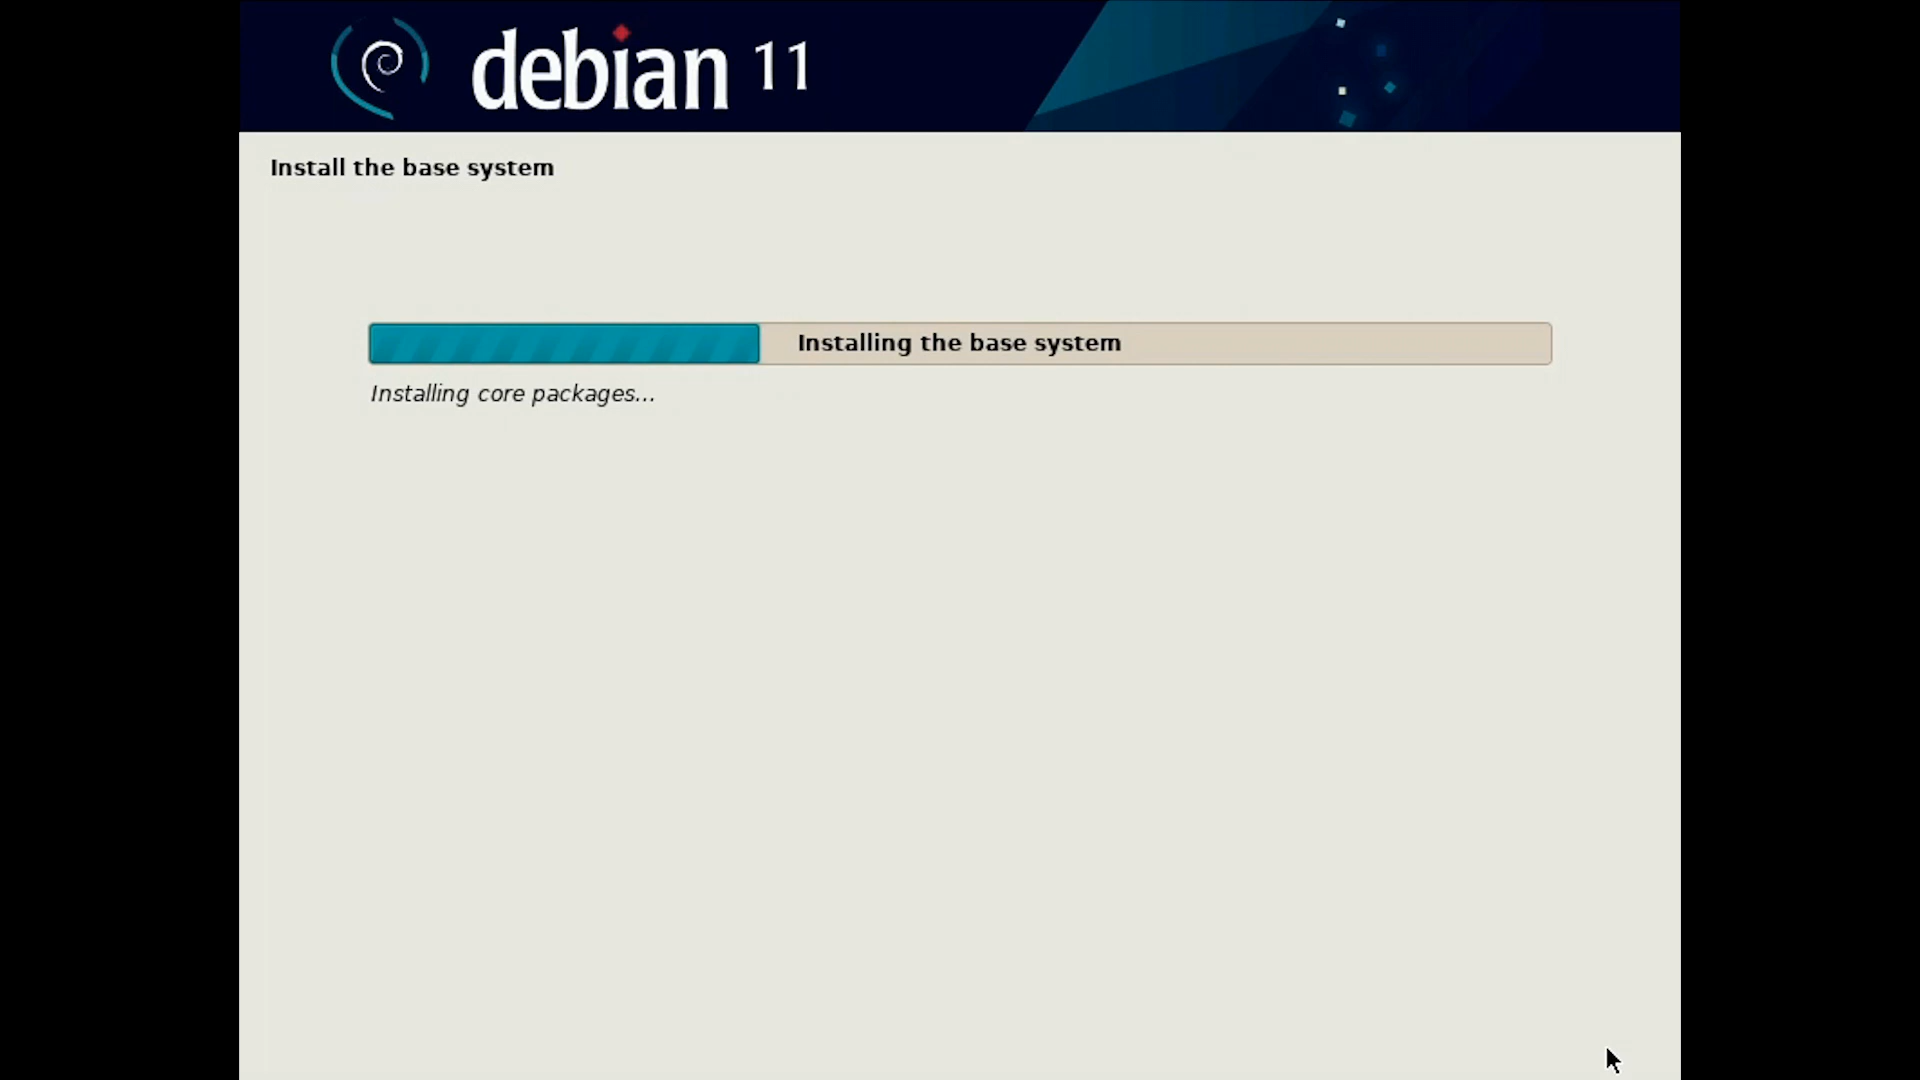 debian 11
Install the base system
Installing the base system
Installing core packages...